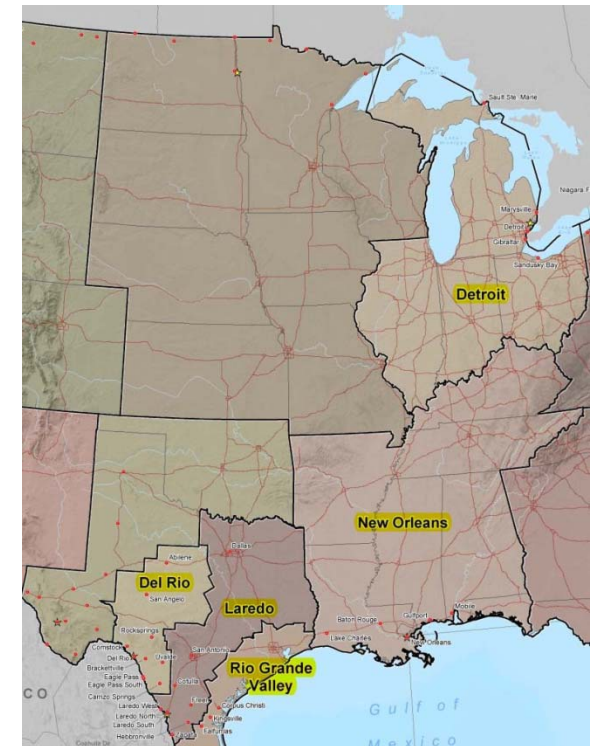 Sault Ste. Marie
Niagara F
Marysville
Detroit
Gibraltar
Sandusky Bay
Detroit
New Orleans
Dallas
Abilene
Del Rio
San Angelo
Laredo
Mobile
Gulfport
Baton Rouge
Lake Charles
New Orleans
Rocksprings
Comstock
Del Rio
Uvalde
San Antonio
Brackettville
Eagle Pass
Eagle Pass South
Cotulla
Rio Grande
Valley
Carrizo Springs
Laredo West
Freer
Corpus Christi
Laredo North
Kingsville
Laredo South
Hebbronville
Zapata
Falfurrias
CO
Gulf of
Mexico